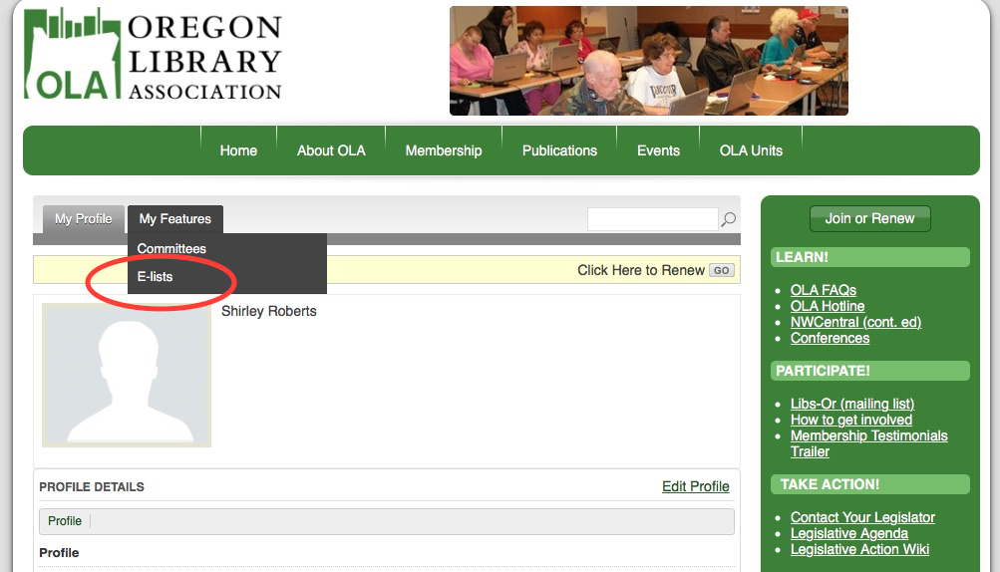 OREGON
LIBRARY
ASSOCIATION
OLA
Home About OLA Membership Publications Events OLA Units
My Profile My Features
Committees
E-lists
Click Here to Renew GO
Shirley Roberts
PROFILE DETAILS Edit Profile
Profile
Profile
Join or Renew
LEARN!
OLA FAQs
OLA Hotline
NWCentral (cont. ed)
Conferences
PARTICIPATE!
Libs-Or (mailing list)
How to get involved
Membership Testimonials
Trailer
TAKE ACTION!
Contact Your Legislator
Legislative Agenda
Legislative Action Wiki